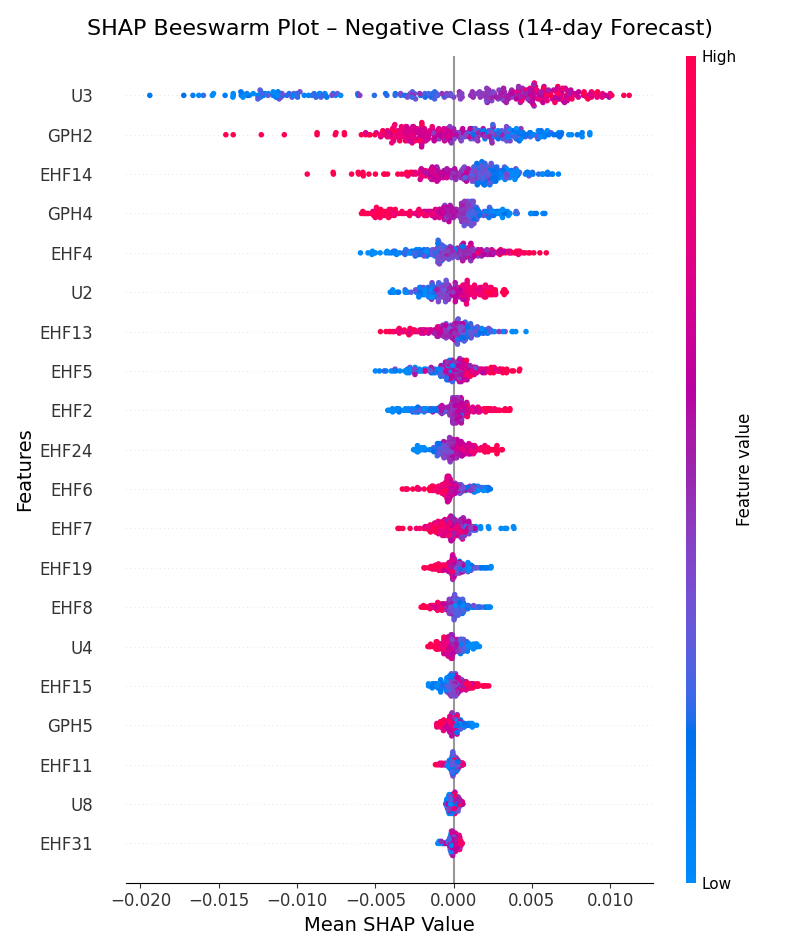 SHAP Beeswarm Plot – Negative Class (14-day Forecast)
High
U3
GPH2
EHF14
GPH4
EHF4
U2
EHF13
EHF5
EHF2
EHF24
EHF6
EHF7
EHF19
EHF8
U4
EHF15
GPH5
EHF11
U8
EHF31
Features
Feature value
Low
−0.020 −0.015 −0.010 −0.005 0.000 0.005 0.010
Mean SHAP Value